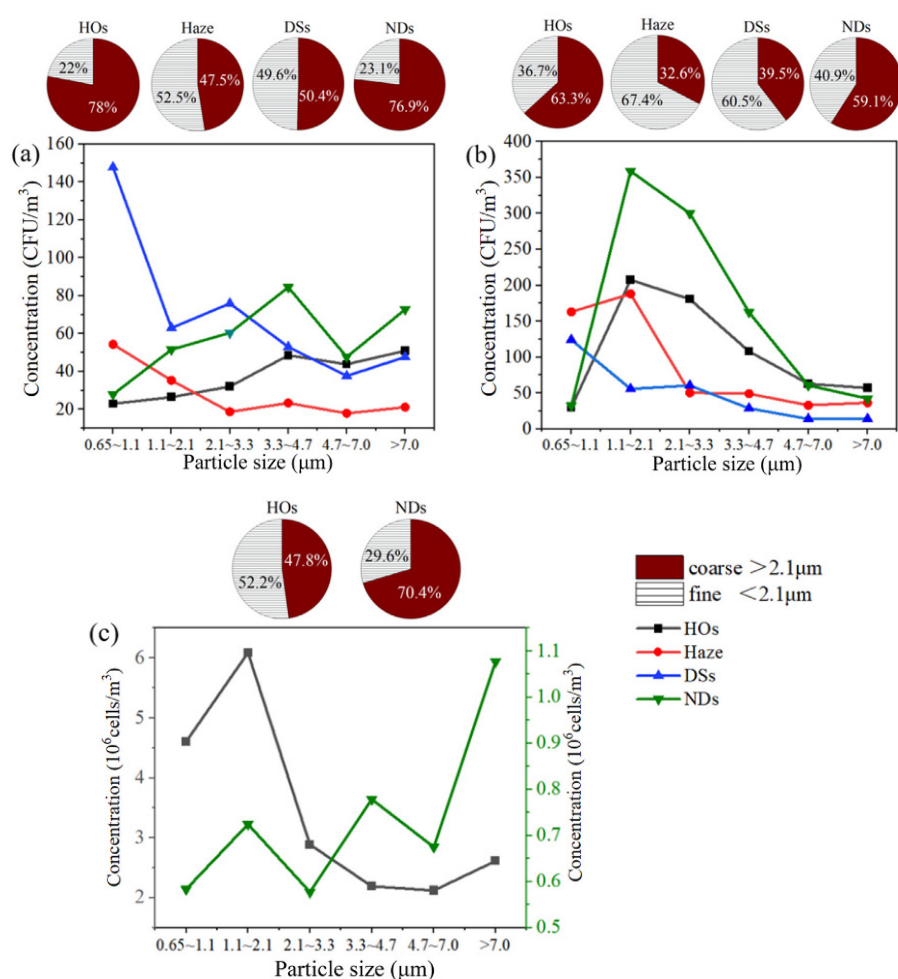 HOs Haze DSs NDs
22% 78%
52.5% 47.5%
49.6% 50.4%
23.1% 76.9%
(a)
Concentration (CFU/m³)
160
140
120
100
80
60
40
20
0.65~1.1 1.1~2.1 2.1~3.3 3.3~4.7 4.7~7.0 >7.0
Particle size (μm)
HOs Haze DSs NDs
36.7% 63.3%
32.6% 67.4%
39.5% 60.5%
40.9% 59.1%
(b)
Concentration (CFU/m³)
400
350
300
250
200
150
100
50
0
0.65~1.1 1.1~2.1 2.1~3.3 3.3~4.7 4.7~7.0 >7.0
Particle size (μm)
HOs NDs
47.8% 52.2%
29.6% 70.4%
(c)
Concentration (10⁶cells/m³)
6
5
4
3
2
1.1
1.0
0.9
0.8
0.7
0.6
0.5
Concentration (10⁶cells/m³)
0.65~1.1 1.1~2.1 2.1~3.3 3.3~4.7 4.7~7.0 >7.0
Particle size (μm)
coarse >2.1μm
fine <2.1μm
HOs
Haze
DSs
NDs